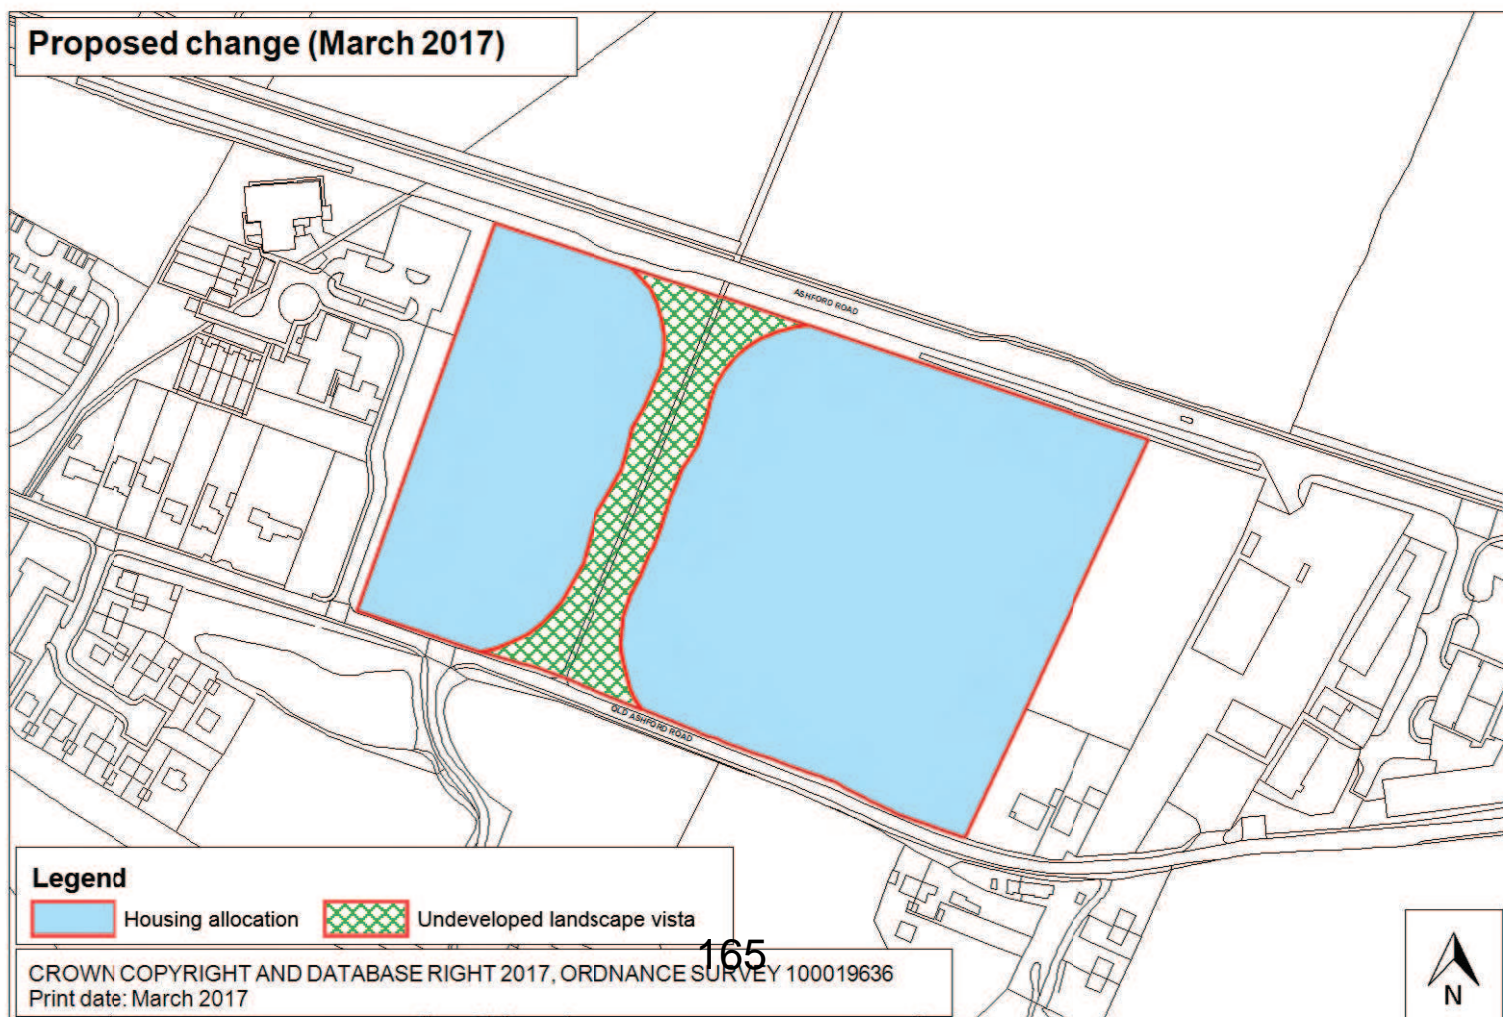 Proposed change (March 2017)
ASHFORD ROAD
OLD ASHFORD ROAD
Legend
Housing allocation
Undeveloped landscape vista
165
CROWN COPYRIGHT AND DATABASE RIGHT 2017, ORDNANCE SURVEY 100019636
Print date: March 2017
N